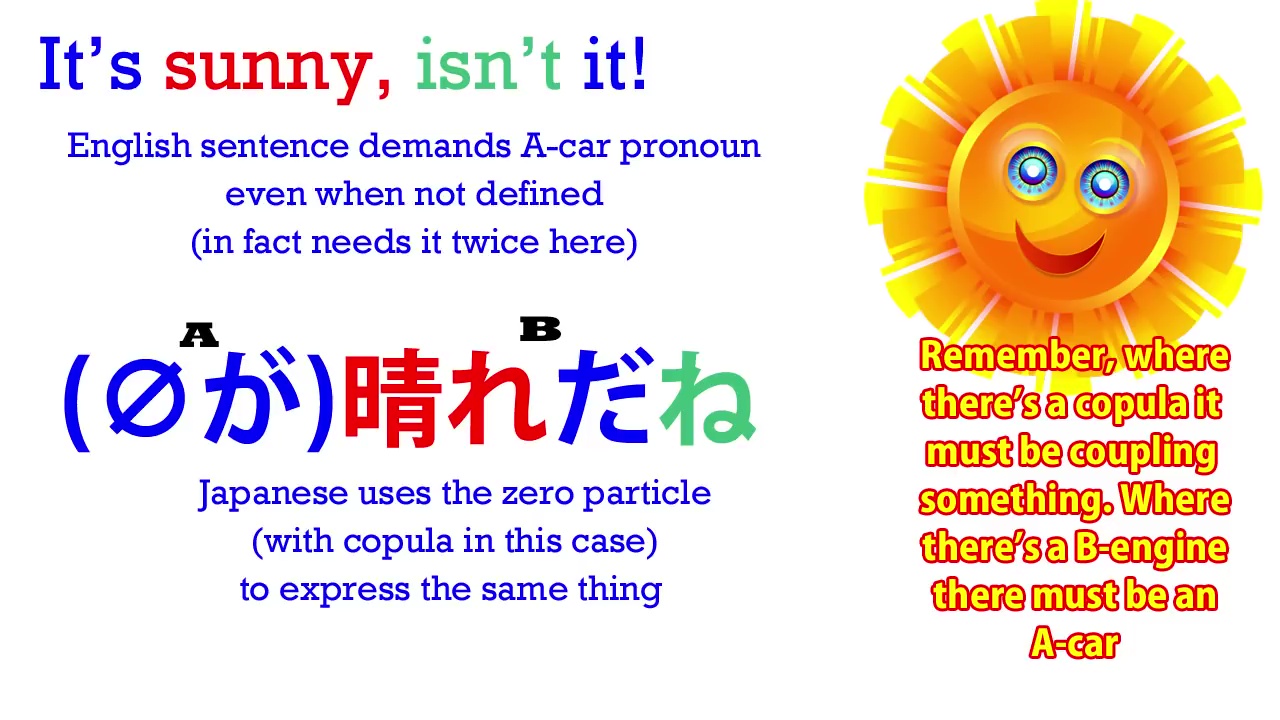 It's sunny, isn't it!
English sentence demands A-car pronoun
even when not defined
(in fact needs it twice here)
A B
(∅が)晴れだね
Japanese uses the zero particle
(with copula in this case)
to express the same thing
Remember, where
there's a copula it
must be coupling
something. Where
there's a B-engine
there must be an
A-car